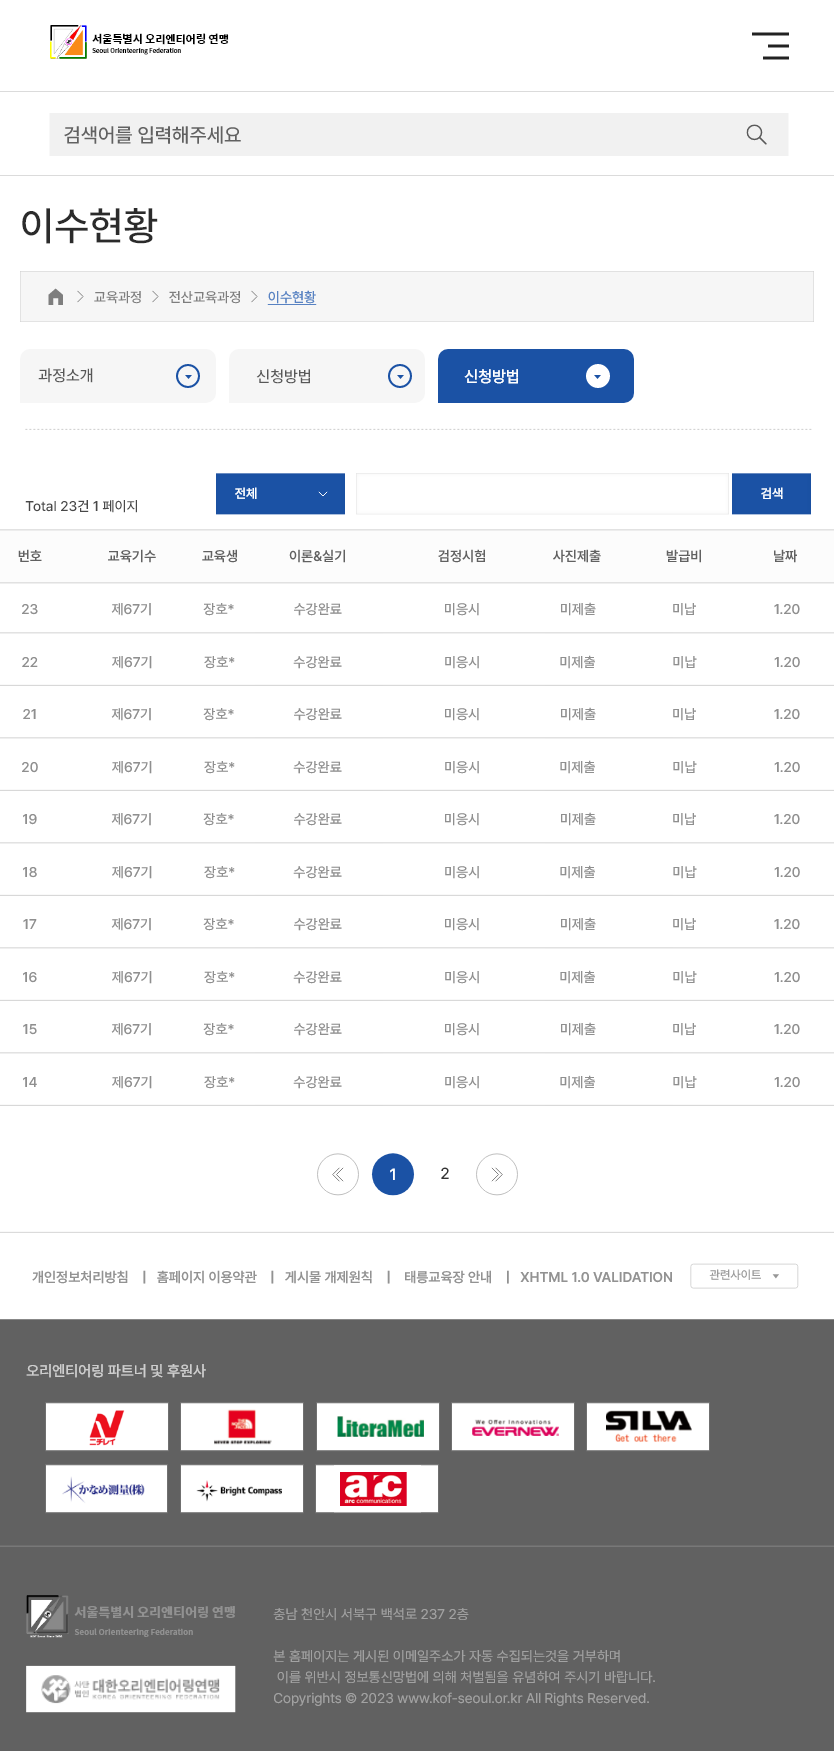 서울특별시 오리엔티어링 연맹
Seoul Orienteering Federation
검색어를 입력해주세요
이수현황
교육과정 전산교육과정 이수현황
과정소개 신청방법 신청방법
전체 검색
Total 23건 1 페이지
번호 교육기수 교육생 이론&실기 검정시험 사진제출 발급비 날짜
23 제67기 장호* 수강완료 미응시 미제출 미납 1.20
22 제67기 장호* 수강완료 미응시 미제출 미납 1.20
21 제67기 장호* 수강완료 미응시 미제출 미납 1.20
20 제67기 장호* 수강완료 미응시 미제출 미납 1.20
19 제67기 장호* 수강완료 미응시 미제출 미납 1.20
18 제67기 장호* 수강완료 미응시 미제출 미납 1.20
17 제67기 장호* 수강완료 미응시 미제출 미납 1.20
16 제67기 장호* 수강완료 미응시 미제출 미납 1.20
15 제67기 장호* 수강완료 미응시 미제출 미납 1.20
14 제67기 장호* 수강완료 미응시 미제출 미납 1.20
1 2
개인정보처리방침 | 홈페이지 이용약관 | 게시물 개제원칙 | 태릉교육장 안내 | XHTML 1.0 VALIDATION 관련사이트
오리엔티어링 파트너 및 후원사
ニチレイ
NEVER STOP EXPLORING
LiteraMed
We Offer Innovations
EVERNEW.
SILVA
Get out there
かなめ測量(株)
Bright Compass
arc
arc communications
서울특별시 오리엔티어링 연맹
Seoul Orienteering Federation
사단법인 대한오리엔티어링연맹
KOREA ORIENTEERING FEDERATION
충남 천안시 서북구 백석로 237 2층
본 홈페이지는 게시된 이메일주소가 자동 수집되는것을 거부하며
이를 위반시 정보통신망법에 의해 처벌됨을 유념하여 주시기 바랍니다.
Copyrights © 2023 www.kof-seoul.or.kr All Rights Reserved.